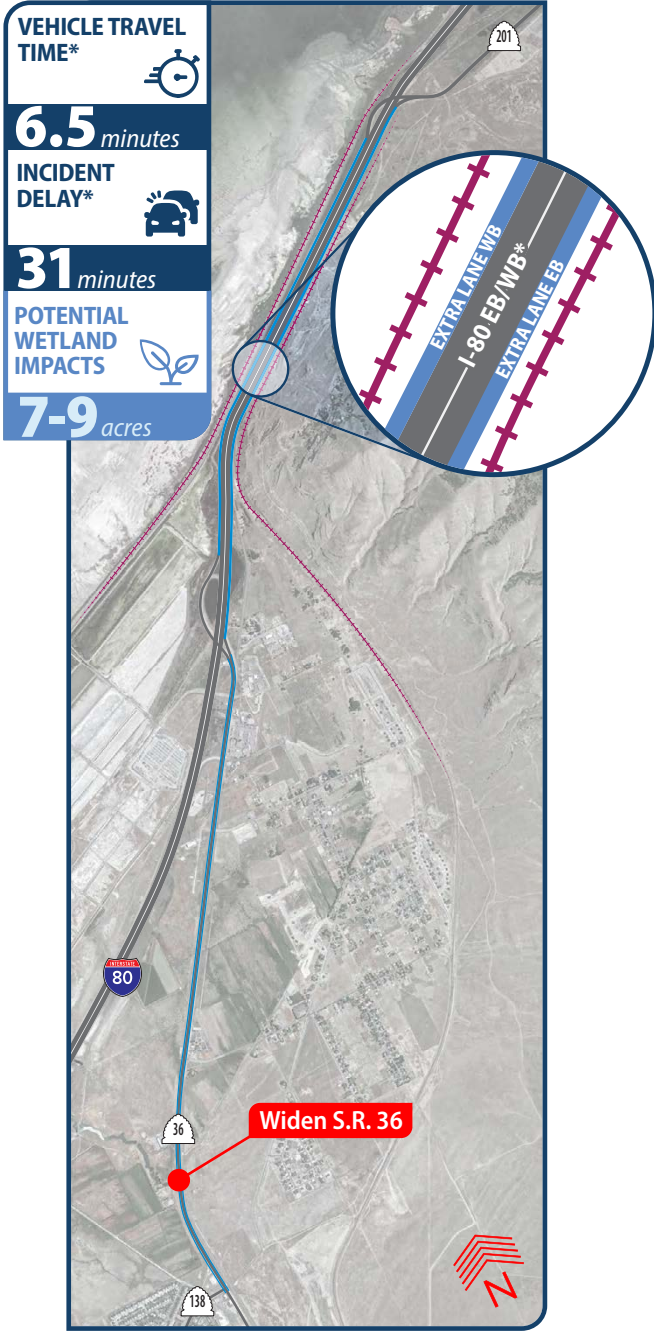 VEHICLE TRAVEL
TIME*
6.5 minutes
INCIDENT
DELAY*
31 minutes
POTENTIAL
WETLAND
IMPACTS
7-9 acres
201
EXTRA LANE WB
I-80 EB/WB*
EXTRA LANE EB
INTERSTATE
80
36
Widen S.R. 36
138
N